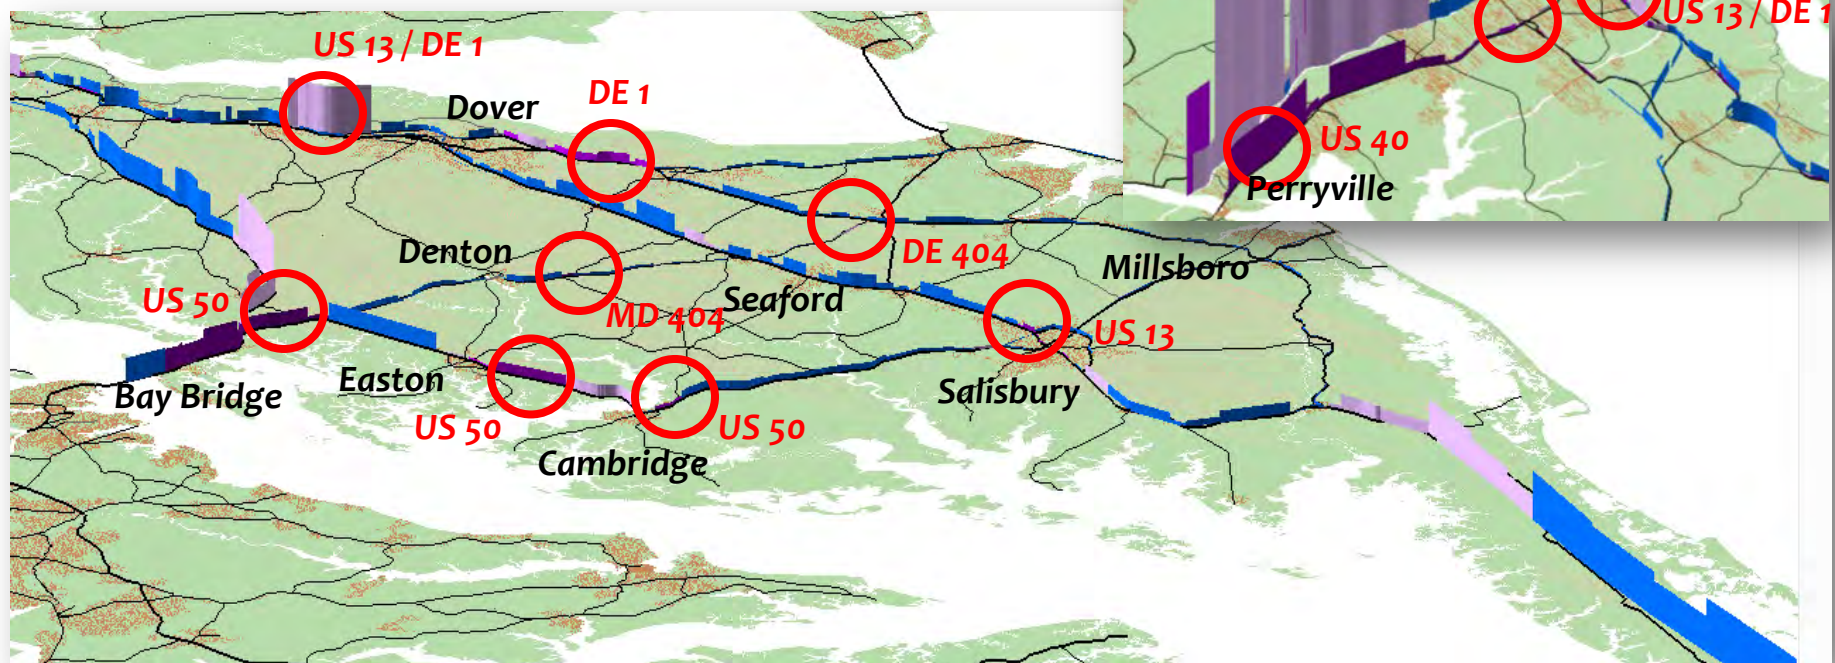 US 13 / DE 1
US 13 / DE 1
DE 1
Dover
US 40
Perryville
Denton
DE 404
Millsboro
US 50
MD 404
Seaford
US 13
Bay Bridge
Easton
Salisbury
US 50
US 50
Cambridge